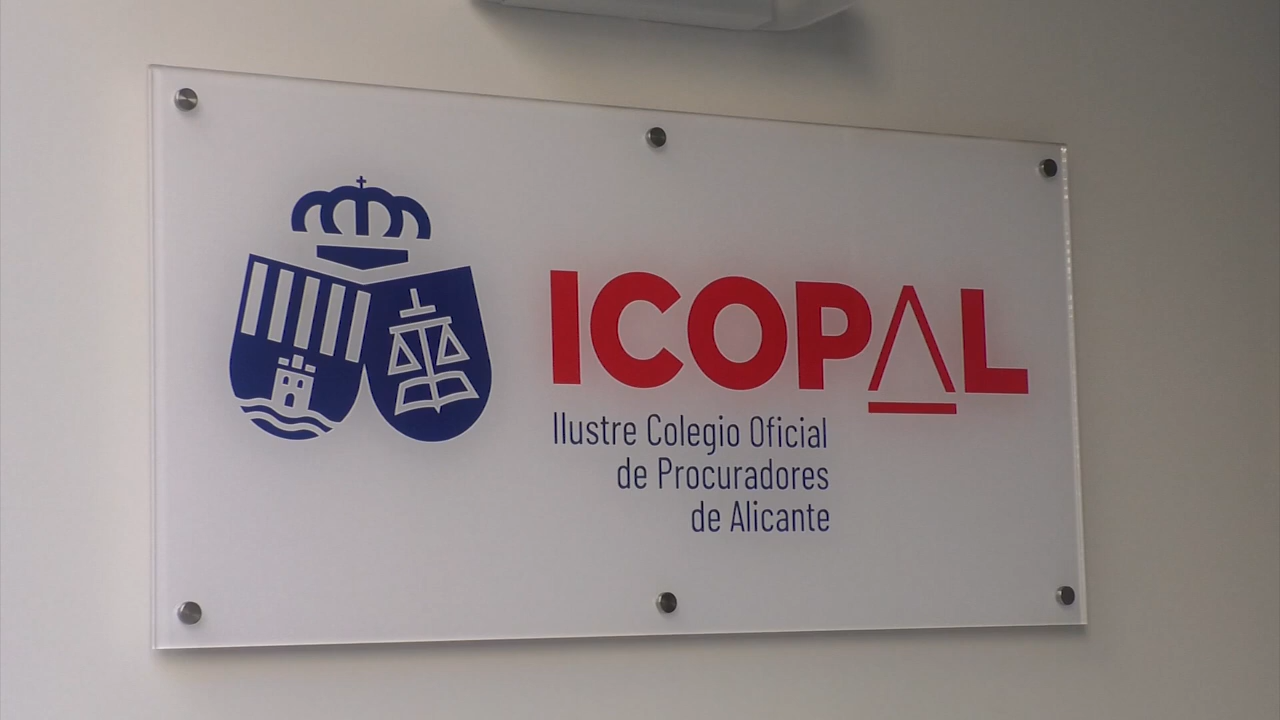 ICOPAL
Ilustre Colegio Oficial
de Procuradores
de Alicante